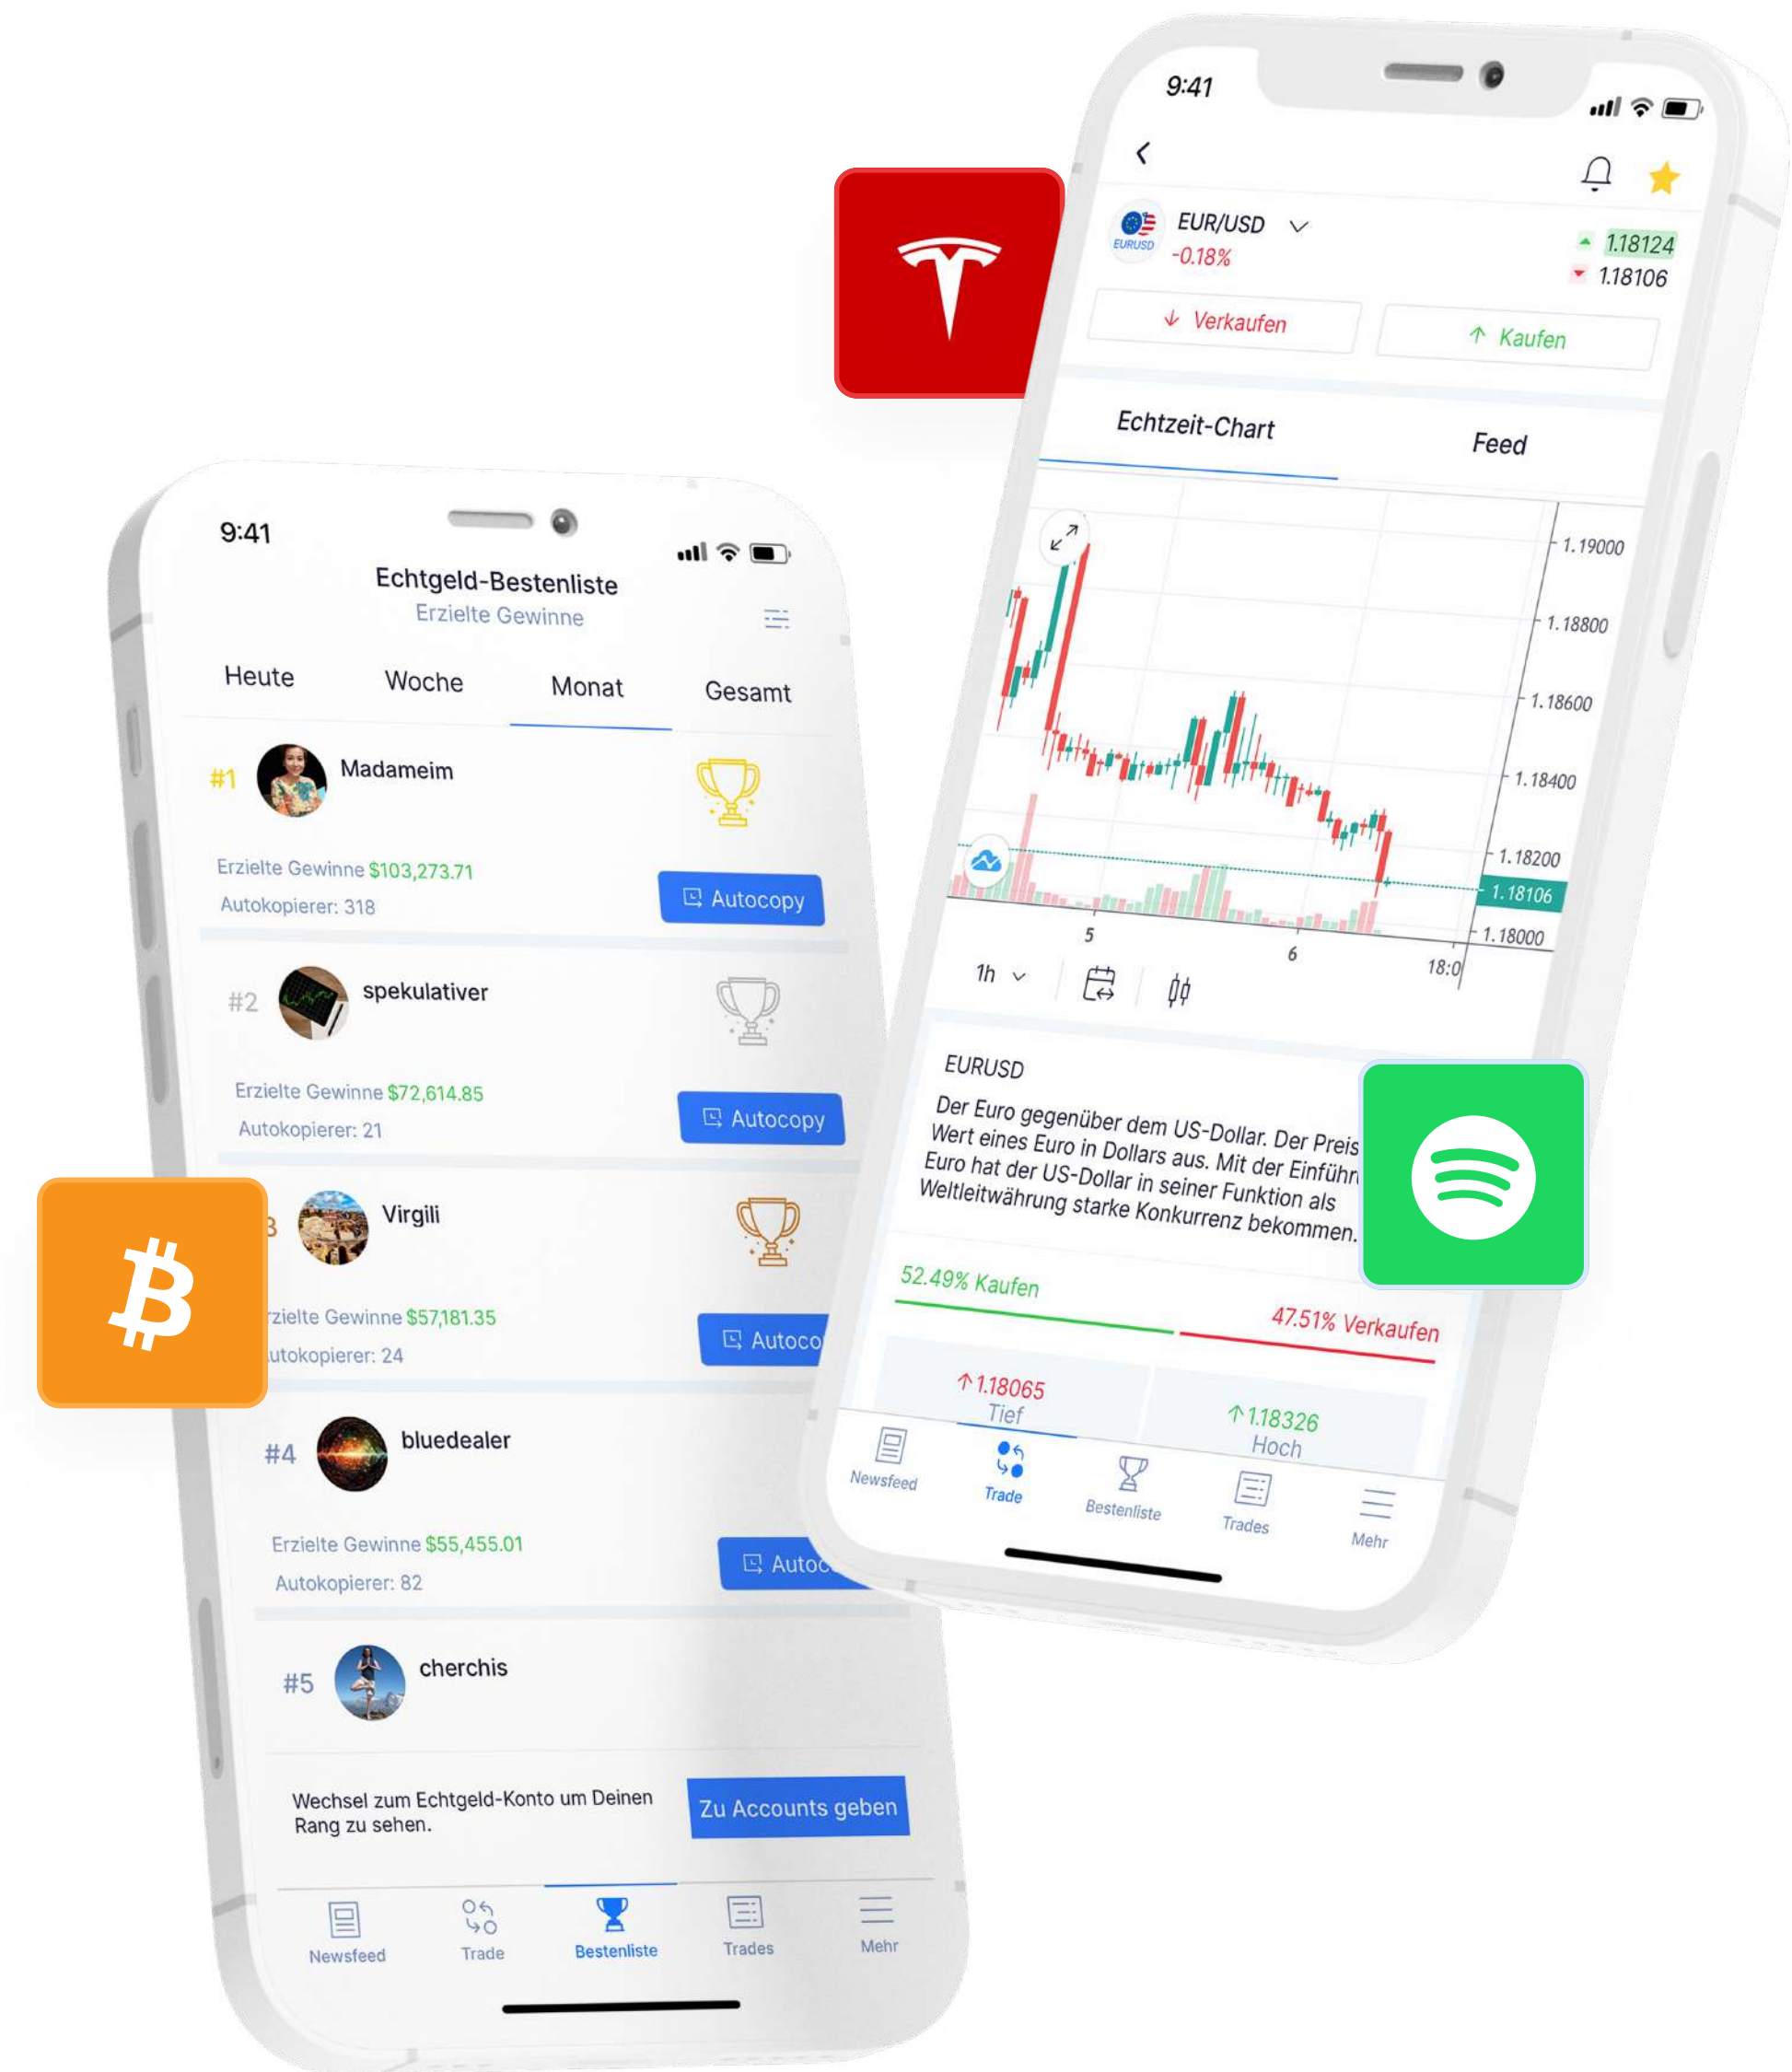 9:41
Echtgeld-Bestenliste
Erzielte Gewinne
Heute
Woche
Monat
Gesamt
#1
Madameim
Erzielte Gewinne $103,273.71
Autokopierer: 318
Autocopy
#2
spekulativer
Erzielte Gewinne $72,614.85
Autokopierer: 21
Autocopy
3
Virgili
rzielte Gewinne $57,181.35
utokopierer: 24
Autoco
#4
bluedealer
Erzielte Gewinne $55,455.01
Autokopierer: 82
Autoc
#5
cherchis
Wechsel zum Echtgeld-Konto um Deinen
Rang zu sehen.
Zu Accounts geben
Newsfeed
Trade
Bestenliste
Trades
Mehr
9:41
EURUSD
EUR/USD
-0.18%
1.18124
1.18106
Verkaufen
Kaufen
Echtzeit-Chart
Feed
1.19000
1.18800
1.18600
1.18400
1.18200
1.18106
1.18000
5
6
18:0
1h
EURUSD
Der Euro gegenüber dem US-Dollar. Der Preis
Wert eines Euro in Dollars aus. Mit der Einführ
Euro hat der US-Dollar in seiner Funktion als
Weltleitwährung starke Konkurrenz bekommen.
52.49% Kaufen
47.51% Verkaufen
1.18065
Tief
1.18326
Hoch
Newsfeed
Trade
Bestenliste
Trades
Mehr